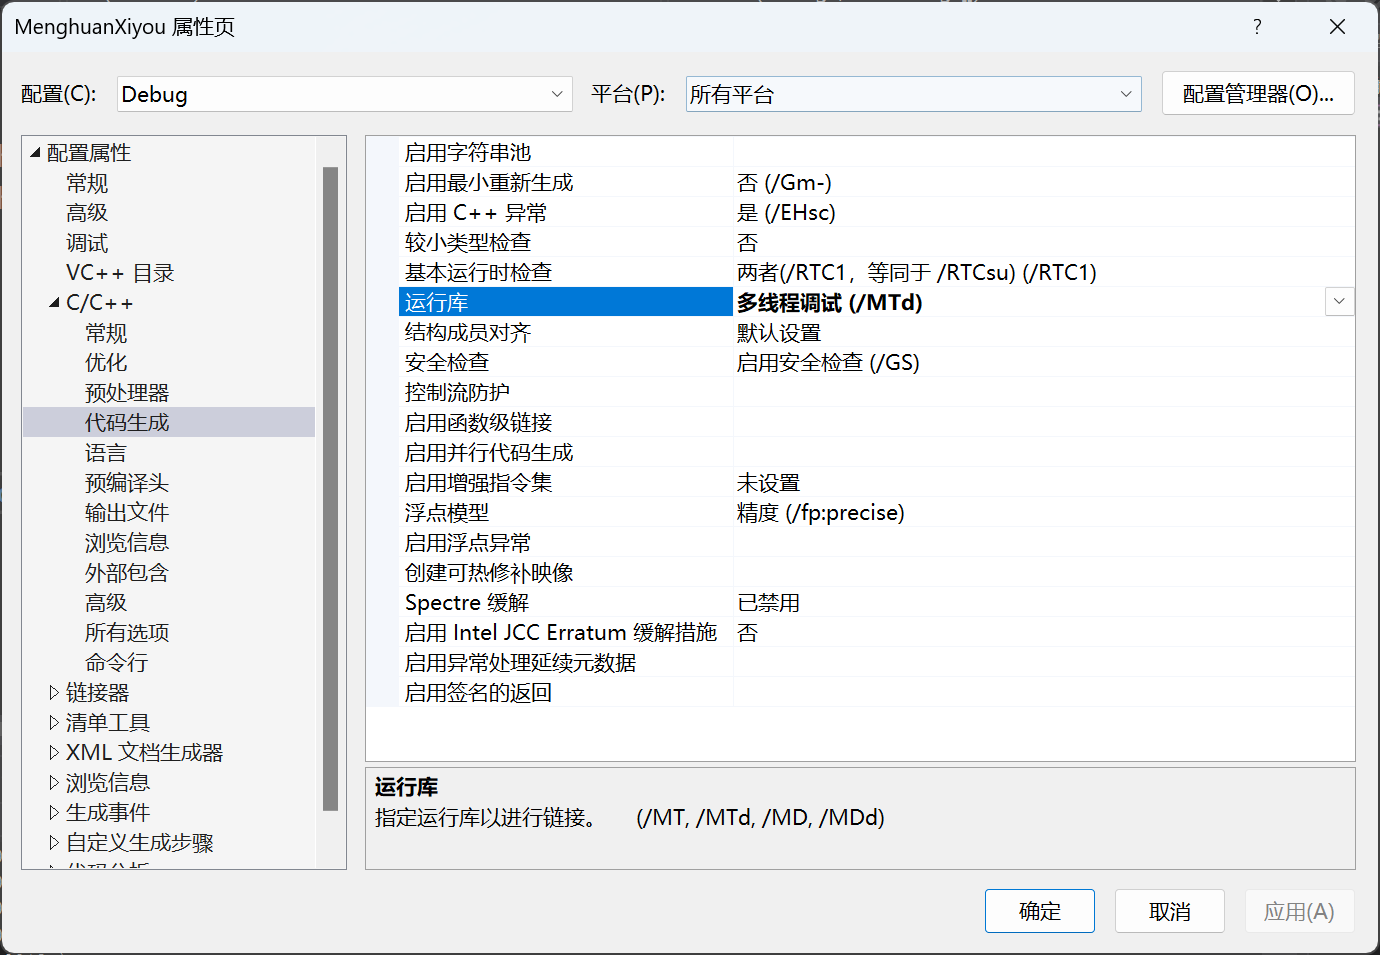 MenghuanXiyou 属性页
?
配置(C):
Debug
平台(P):
所有平台
配置管理器(O)...
配置属性
常规
高级
调试
VC++ 目录
C/C++
常规
优化
预处理器
代码生成
语言
预编译头
输出文件
浏览信息
外部包含
高级
所有选项
命令行
链接器
清单工具
XML 文档生成器
浏览信息
生成事件
自定义生成步骤
代码分析
启用字符串池
启用最小重新生成 否 (/Gm-)
启用 C++ 异常 是 (/EHsc)
较小类型检查 否
基本运行时检查 两者(/RTC1，等同于 /RTCsu) (/RTC1)
运行库 多线程调试 (/MTd)
结构成员对齐 默认设置
安全检查 启用安全检查 (/GS)
控制流防护
启用函数级链接
启用并行代码生成
启用增强指令集 未设置
浮点模型 精度 (/fp:precise)
启用浮点异常
创建可热修补映像
Spectre 缓解 已禁用
启用 Intel JCC Erratum 缓解措施 否
启用异常处理延续元数据
启用签名的返回
运行库
指定运行库以进行链接。 (/MT, /MTd, /MD, /MDd)
确定
取消
应用(A)